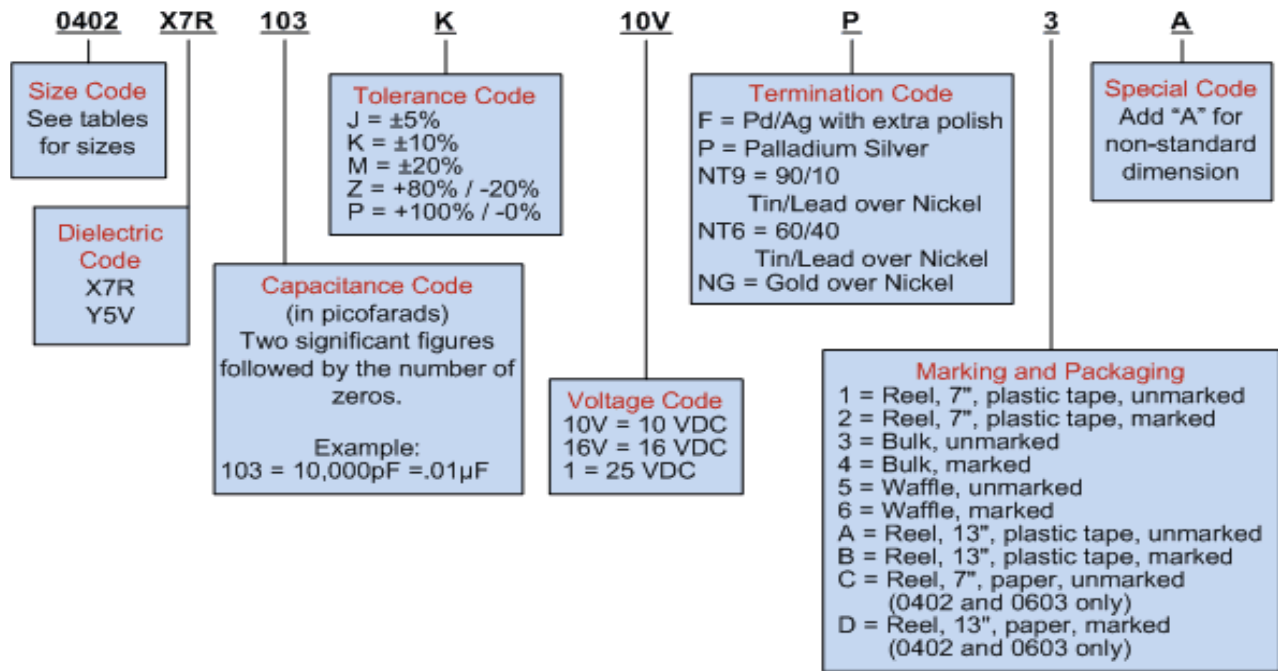 0402 X7R 103 K 10V P 3 A
Size Code
See tables
for sizes
Dielectric
Code
X7R
Y5V
Capacitance Code
(in picofarads)
Two significant figures
followed by the number of
zeros.
Example:
103 = 10,000pF =.01µF
Tolerance Code
J = ±5%
K = ±10%
M = ±20%
Z = +80% / -20%
P = +100% / -0%
Voltage Code
10V = 10 VDC
16V = 16 VDC
1 = 25 VDC
Termination Code
F = Pd/Ag with extra polish
P = Palladium Silver
NT9 = 90/10
Tin/Lead over Nickel
NT6 = 60/40
Tin/Lead over Nickel
NG = Gold over Nickel
Marking and Packaging
1 = Reel, 7", plastic tape, unmarked
2 = Reel, 7", plastic tape, marked
3 = Bulk, unmarked
4 = Bulk, marked
5 = Waffle, unmarked
6 = Waffle, marked
A = Reel, 13", plastic tape, unmarked
B = Reel, 13", plastic tape, marked
C = Reel, 7", paper, unmarked
(0402 and 0603 only)
D = Reel, 13", paper, marked
(0402 and 0603 only)
Special Code
Add “A” for
non-standard
dimension